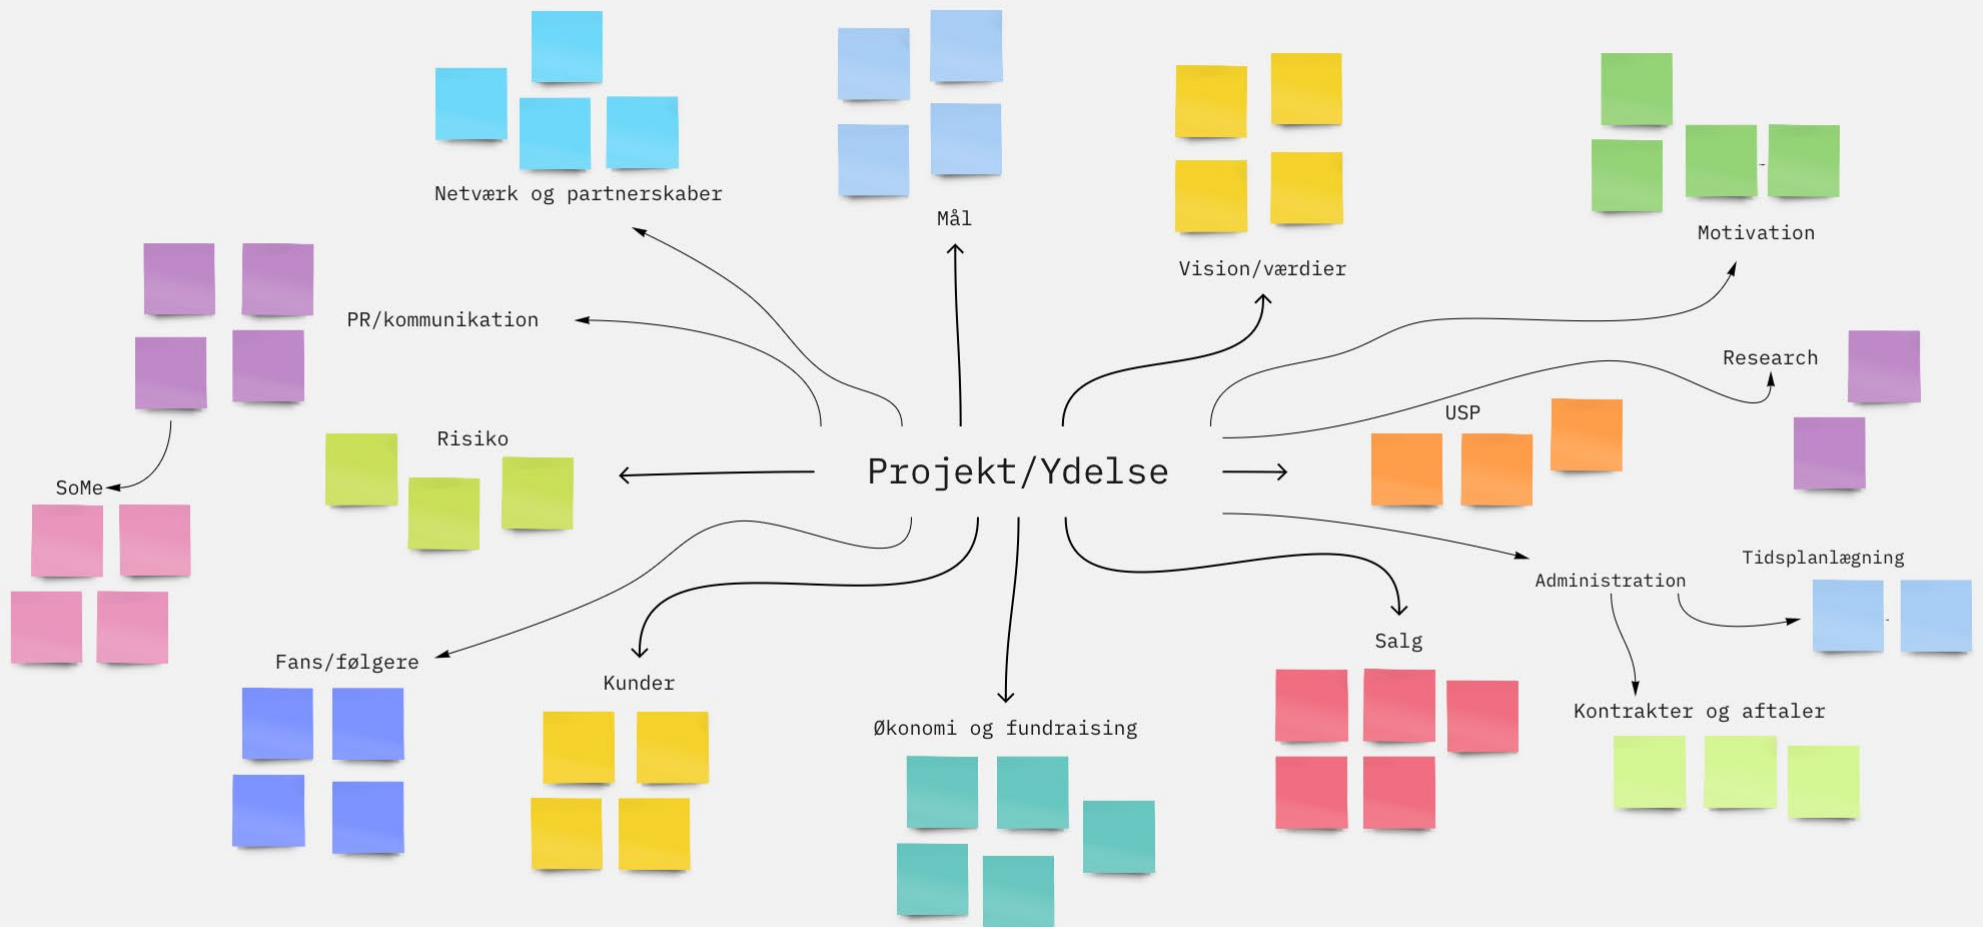 Netværk og partnerskaber
Mål
Vision/værdier
Motivation
PR/kommunikation
Research
USP
Risiko
Projekt/Ydelse
SoMe
Tidsplanlægning
Administration
Salg
Fans/følgere
Kunder
Kontrakter og aftaler
Økonomi og fundraising